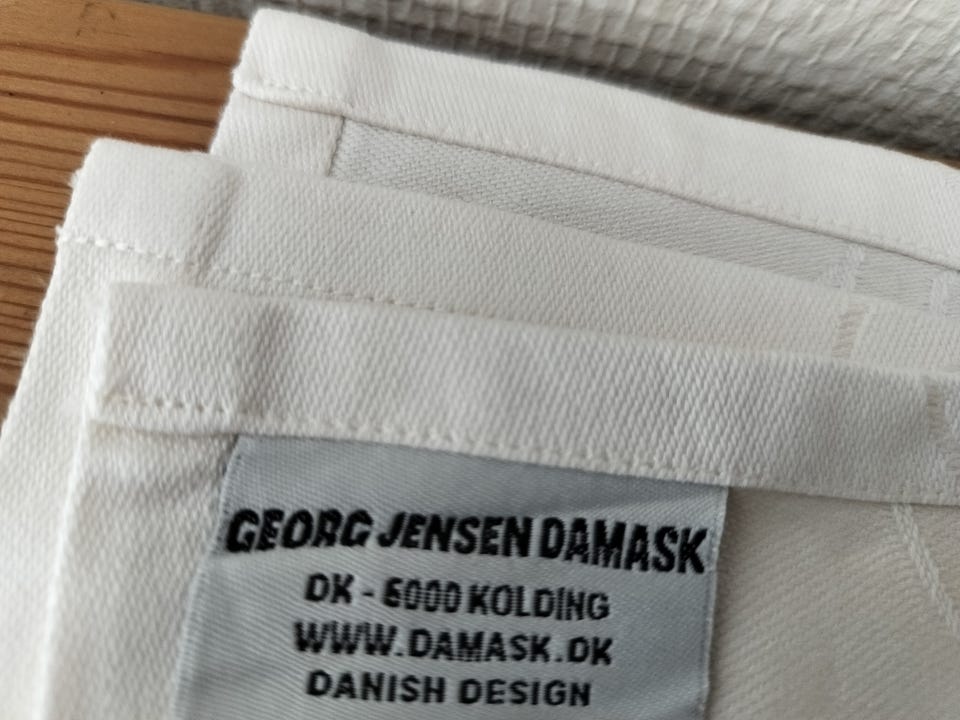 GEORG JENSEN DAMASK
DK - 6000 KOLDING
WWW.DAMASK.DK
DANISH DESIGN